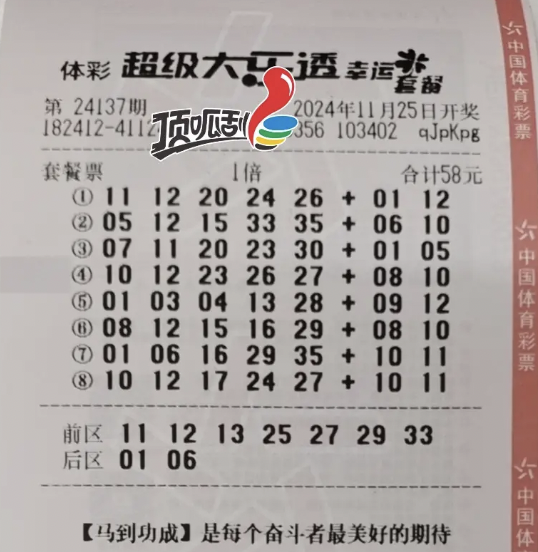 体彩 超级大乐透 幸运套餐
第 24137期 2024年11月25日开奖
顶呱刮
182412-4112 356 103402 qJpKpg
套餐票 1倍 合计58元
① 11 12 20 24 26 + 01 12
② 05 12 15 33 35 + 06 10
③ 07 11 20 23 30 + 01 05
④ 10 12 23 26 27 + 08 10
⑤ 01 03 04 13 28 + 09 12
⑥ 08 12 15 16 29 + 08 10
⑦ 01 06 16 29 35 + 10 11
⑧ 10 12 17 24 27 + 10 11
前区 11 12 13 25 27 29 33
后区 01 06
【马到功成】是每个奋斗者最美好的期待
中国体育彩票
中国体育彩票
中国体